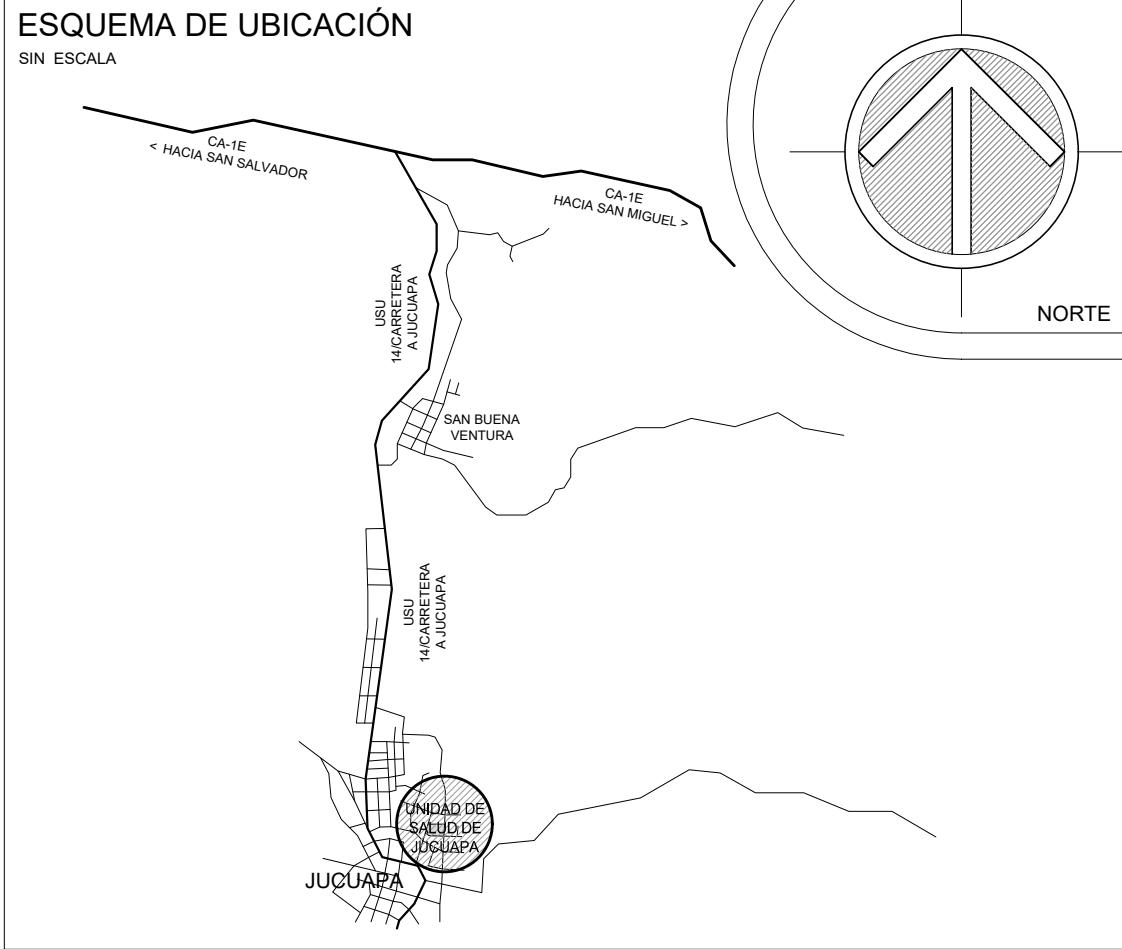 ESQUEMA DE UBICACIÓN
SIN ESCALA
CA-1E
< HACIA SAN SALVADOR
CA-1E
HACIA SAN MIGUEL >
NORTE
USU
14/CARRETERA
A JUCUAPA
SAN BUENA
VENTURA
USU
14/CARRETERA
A JUCUAPA
UNIDAD DE
SALUD DE
JUCUAPA
JUCUAPA